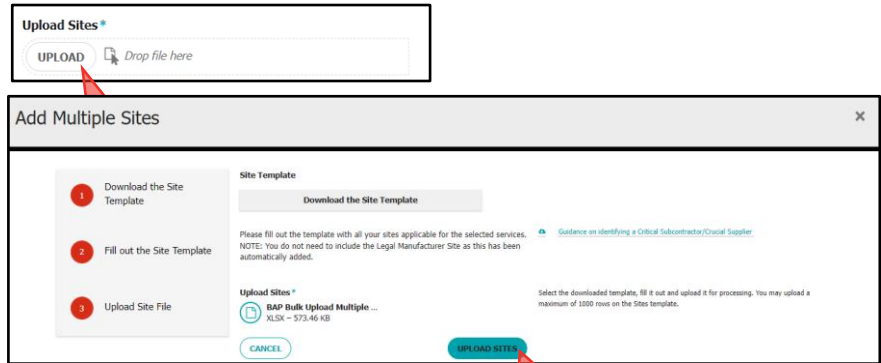 Upload Sites*
UPLOAD Drop file here
Add Multiple Sites ×
1 Download the Site
Template
2 Fill out the Site Template
3 Upload Site File
Site Template
Download the Site Template
Please fill out the template with all your sites applicable for the selected services.
NOTE: You do not need to include the Legal Manufacturer Site as this has been
automatically added.
Guidance on identifying a Critical Subcontractor/Crucial Supplier
Upload Sites*
BAP Bulk Upload Multiple ...
XLSX – 573.46 KB
Select the downloaded template, fill it out and upload it for processing. You may upload a
maximum of 1000 rows on the Sites template.
CANCEL
UPLOAD SITES